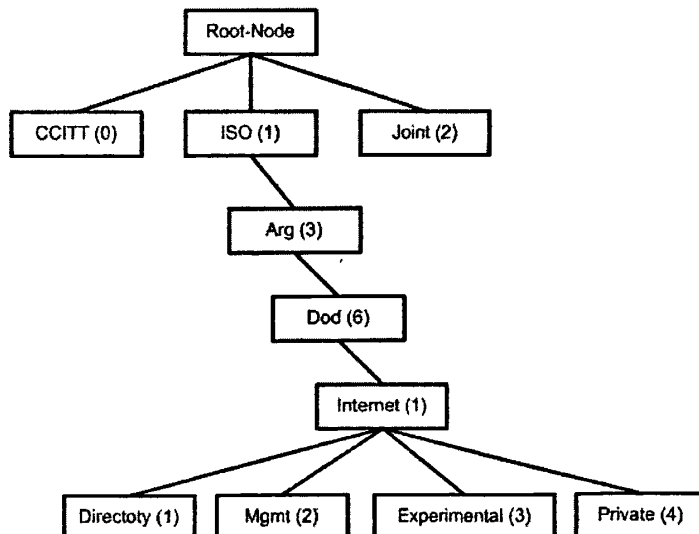 Root-Node
CCITT (0)
ISO (1)
Joint (2)
Arg (3)
Dod (6)
Internet (1)
Directoty (1)
Mgmt (2)
Experimental (3)
Private (4)